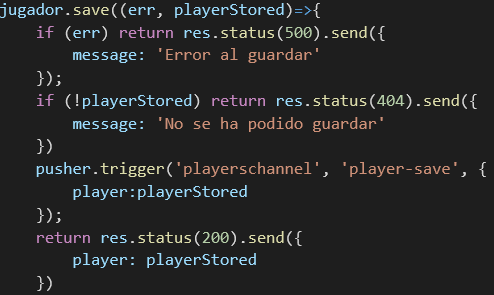 jugador.save((err, playerStored)=>{
    if (err) return res.status(500).send({
        message: 'Error al guardar'
    });
    if (!playerStored) return res.status(404).send({
        message: 'No se ha podido guardar'
    })
    pusher.trigger('playerschannel', 'player-save', {
        player:playerStored
    });
    return res.status(200).send({
        player: playerStored
    })